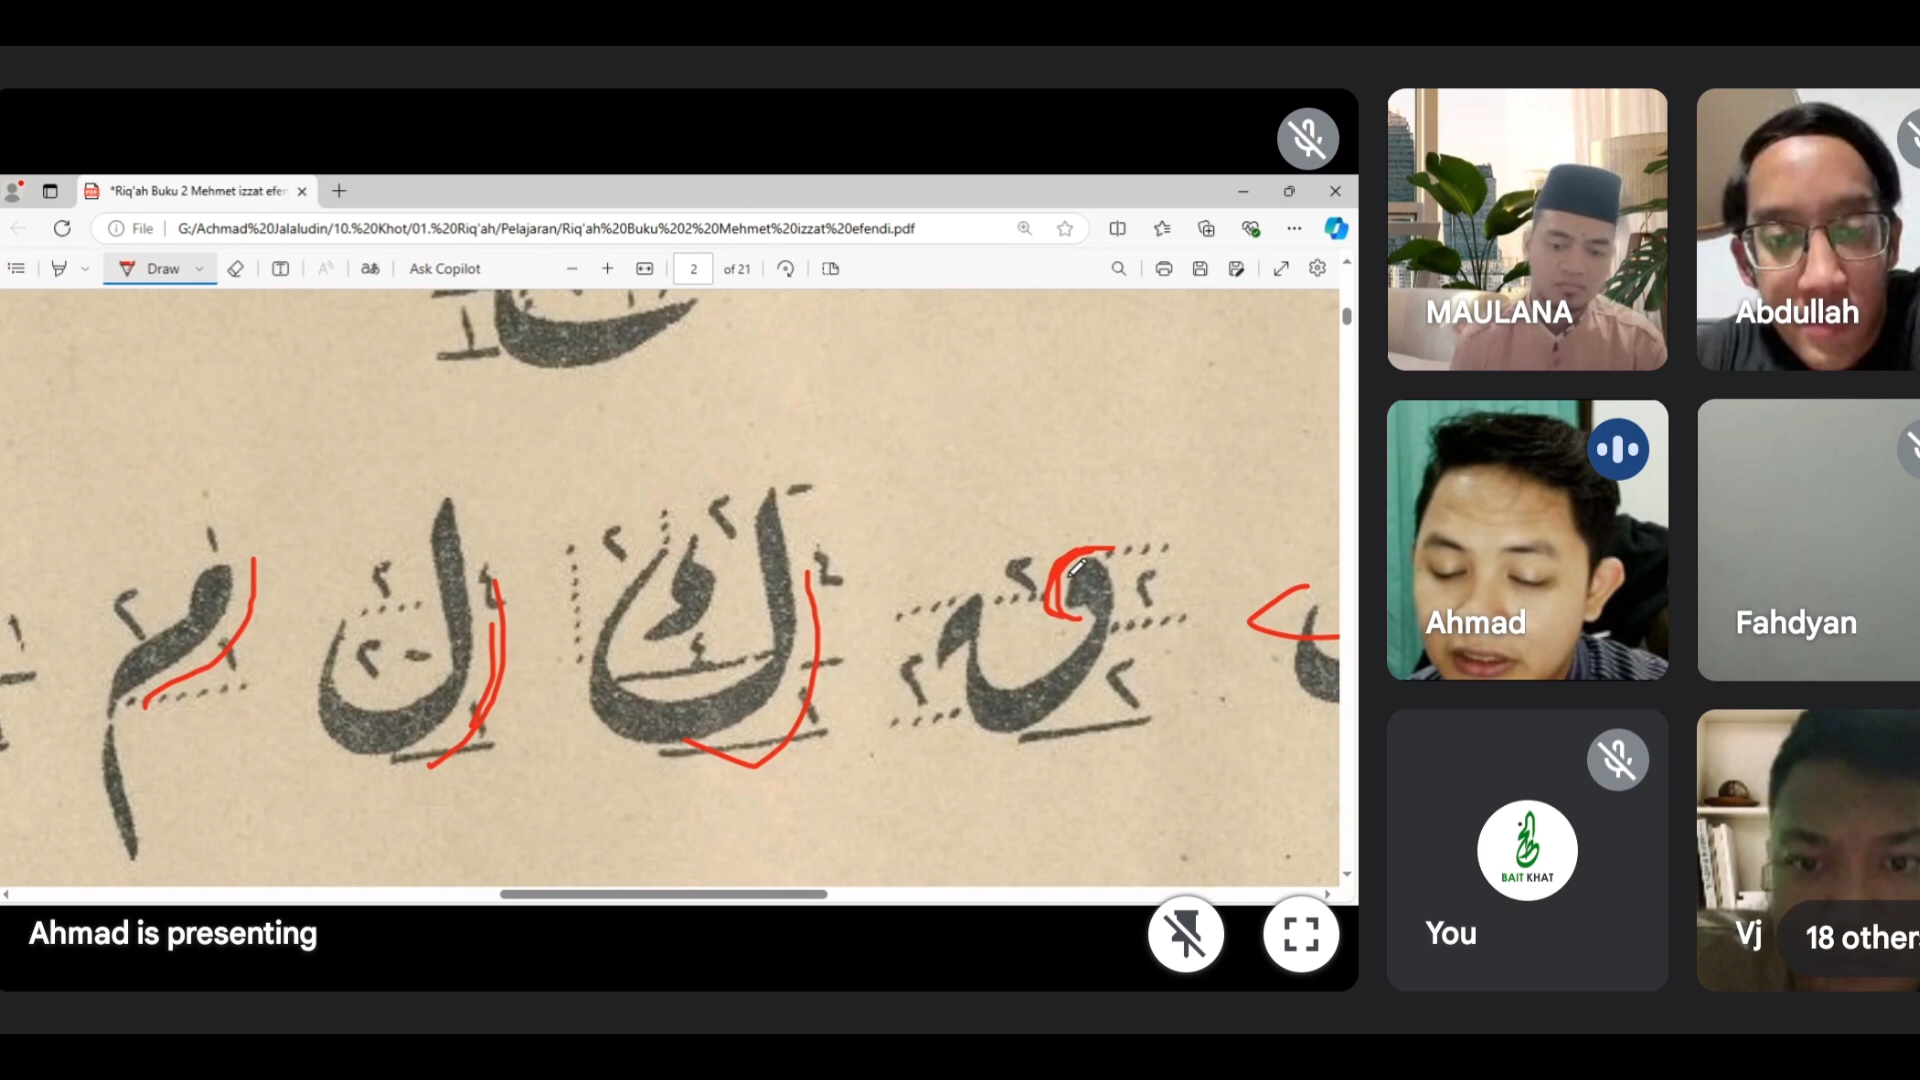 *Riq'ah Buku 2 Mehmet izzat efen
File G:/Achmad%20Jalaludin/10.%20Khot/01.%20Riq'ah/Pelajaran/Riq'ah%20Buku%202%20Mehmet%20izzat%20efendi.pdf
Draw Ask Copilot 2 of 21
ق ك ل م
MAULANA
Abdullah
Ahmad
Fahdyan
BAIT KHAT
You
Vj
18 other
Ahmad is presenting